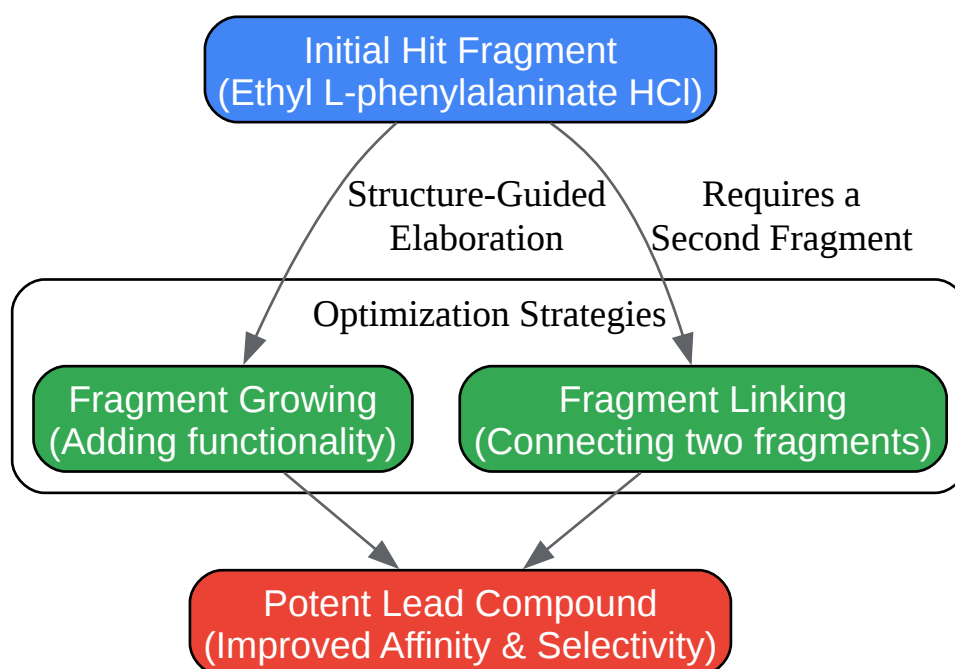 Initial Hit Fragment
(Ethyl L-phenylalaninate HCl)
Structure-Guided
Elaboration
Requires a
Second Fragment
Optimization Strategies
Fragment Growing
(Adding functionality)
Fragment Linking
(Connecting two fragments)
Potent Lead Compound
(Improved Affinity & Selectivity)